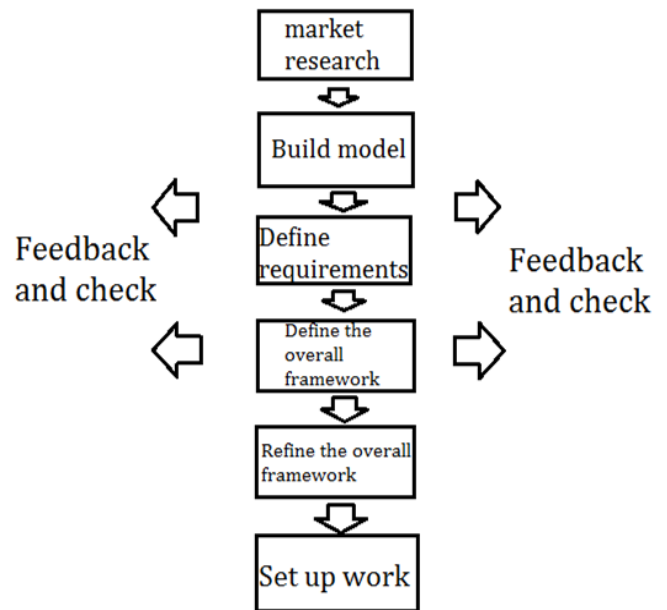 market
research
Build model
Define
requirements
Feedback
and check
Feedback
and check
Define the
overall
framework
Refine the overall
framework
Set up work